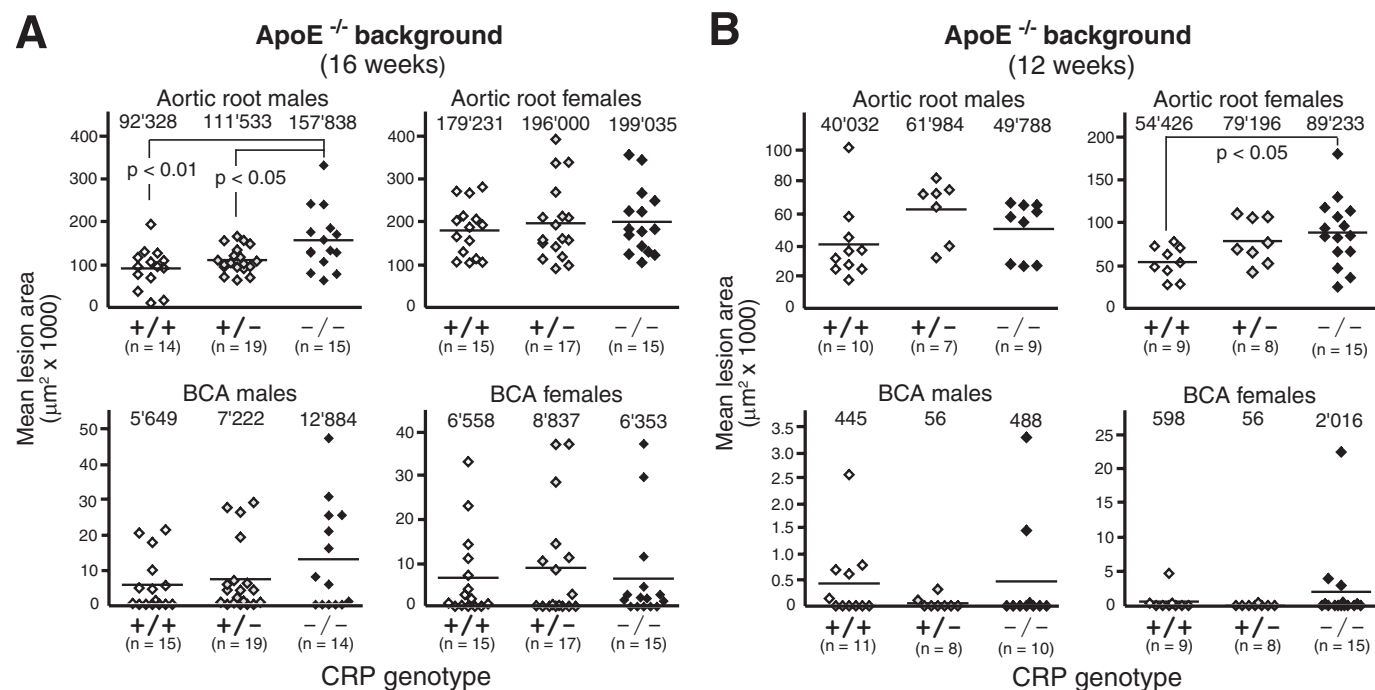 A
ApoE -/- background
(16 weeks)
Aortic root males
92'328 111'533 157'838
400
300
200
100
0
p < 0.01
p < 0.05
+/+ +/− −/−
(n = 14) (n = 19) (n = 15)
Aortic root females
179'231 196'000 199'035
400
300
200
100
0
+/+ +/− −/−
(n = 15) (n = 17) (n = 15)
Mean lesion area
(µm² x 1000)
BCA males
5'649 7'222 12'884
50
40
30
20
10
0
+/+ +/− −/−
(n = 15) (n = 19) (n = 14)
BCA females
6'558 8'837 6'353
40
30
20
10
0
+/+ +/− −/−
(n = 15) (n = 17) (n = 15)
CRP genotype
B
ApoE -/- background
(12 weeks)
Aortic root males
40'032 61'984 49'788
100
80
60
40
20
0
+/+ +/− −/−
(n = 10) (n = 7) (n = 9)
Aortic root females
54'426 79'196 89'233
200
150
100
50
0
p < 0.05
+/+ +/− −/−
(n = 9) (n = 8) (n = 15)
Mean lesion area
(µm² x 1000)
BCA males
445 56 488
3.5
3.0
2.5
2.0
1.5
1.0
0.5
0
+/+ +/− −/−
(n = 11) (n = 8) (n = 10)
BCA females
598 56 2'016
25
20
15
10
5
0
+/+ +/− −/−
(n = 9) (n = 8) (n = 15)
CRP genotype